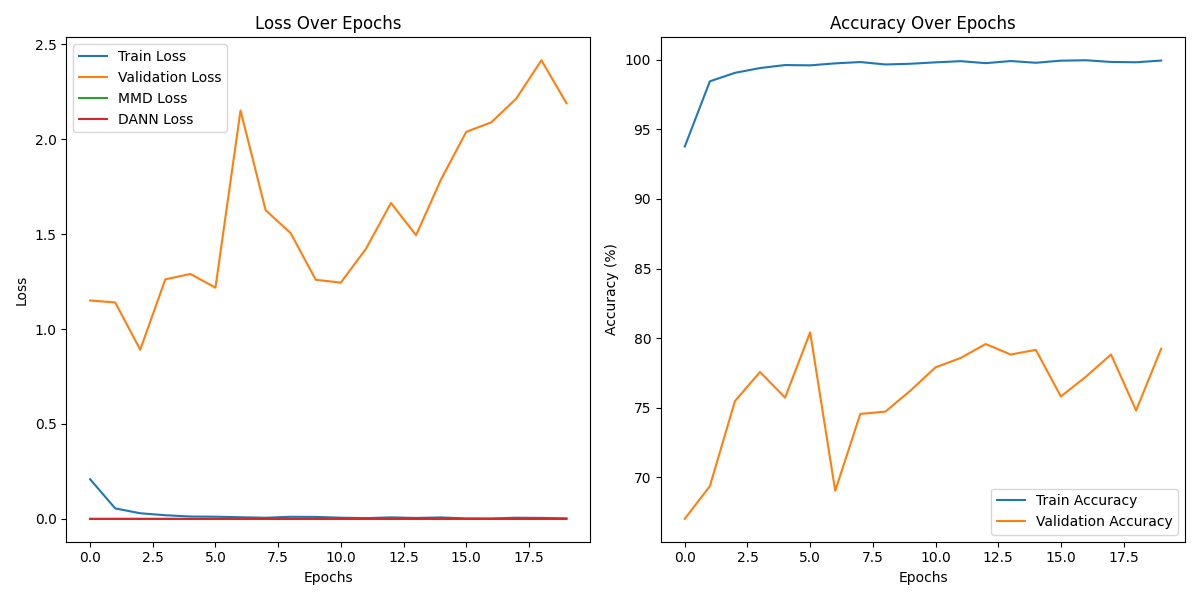 Loss Over Epochs
Train Loss
Validation Loss
MMD Loss
DANN Loss
2.5
2.0
1.5
1.0
0.5
0.0
Loss
0.0 2.5 5.0 7.5 10.0 12.5 15.0 17.5
Epochs
Accuracy Over Epochs
100
95
90
85
80
75
70
Accuracy (%)
Train Accuracy
Validation Accuracy
0.0 2.5 5.0 7.5 10.0 12.5 15.0 17.5
Epochs